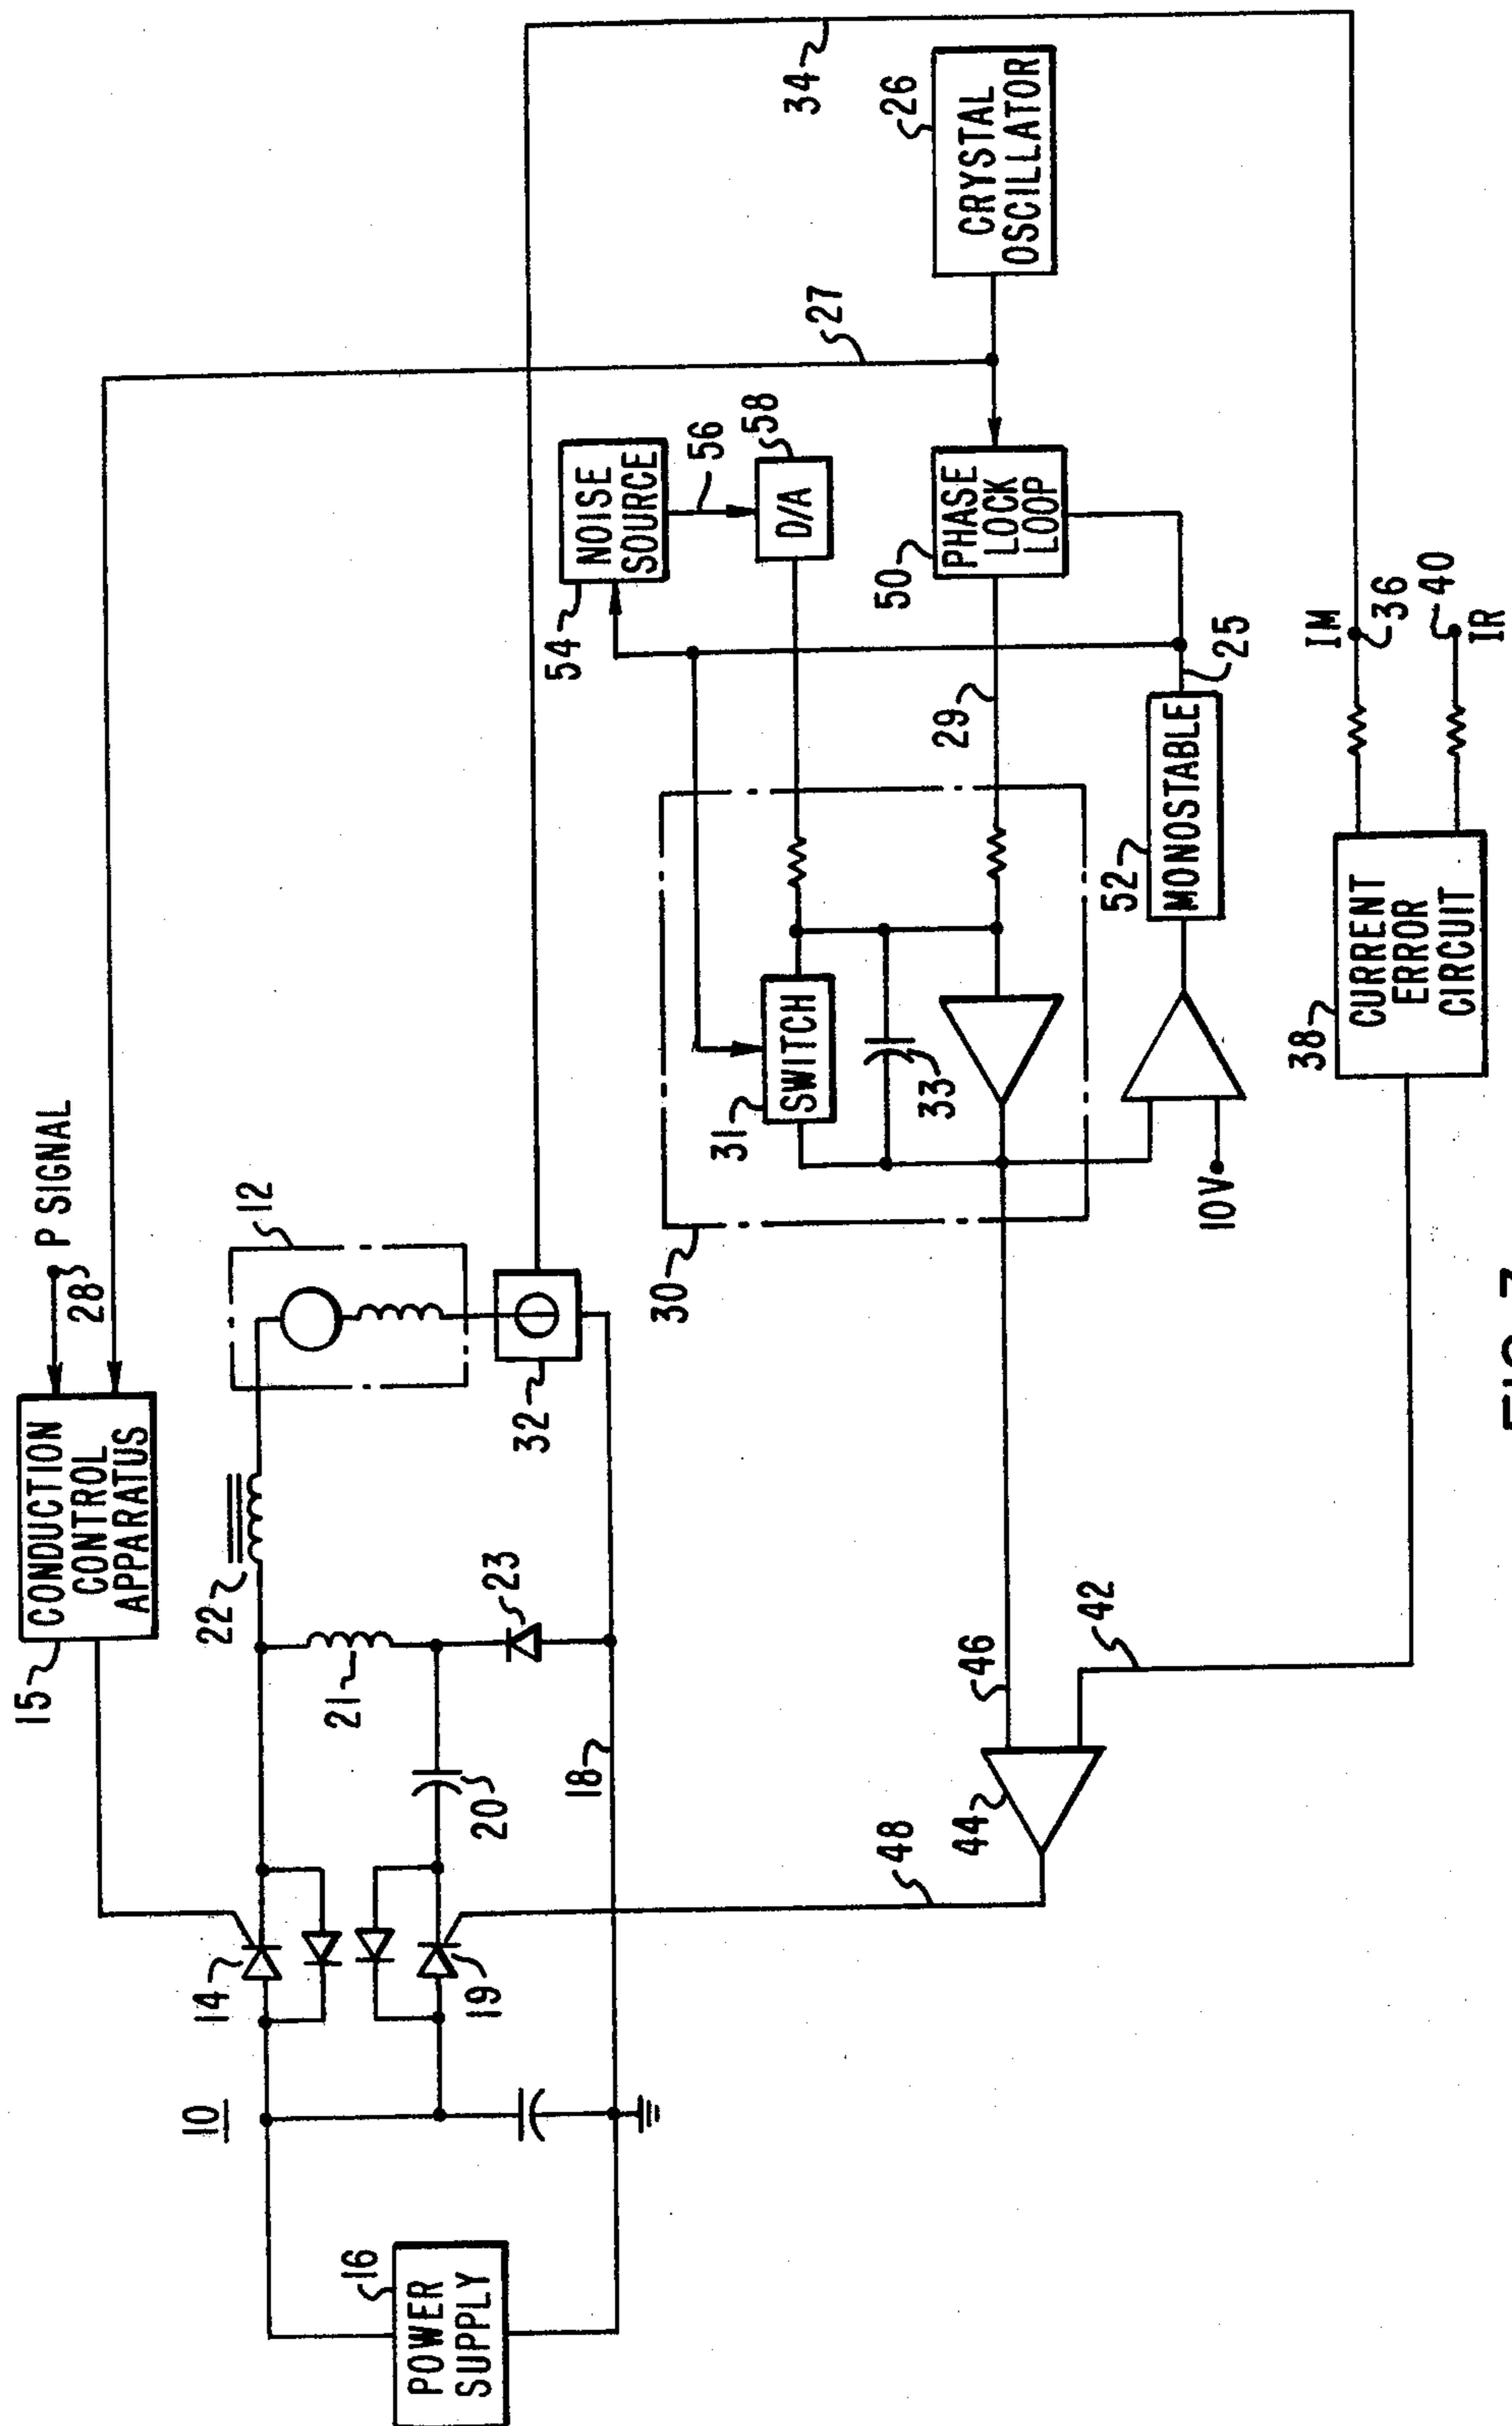 15
CONDUCTION
CONTROL
APPARATUS
P SIGNAL
28
10
14
22
12
27
34
16
POWER
SUPPLY
19
20
21
23
18
32
54
NOISE
SOURCE
56
58
D/A
26
CRYSTAL
OSCILLATOR
50
PHASE
LOCK
LOOP
30
31
SWITCH
33
29
48
44
46
42
10V
52
MONOSTABLE
25
38
CURRENT
ERROR
CIRCUIT
IM
36
40
IR